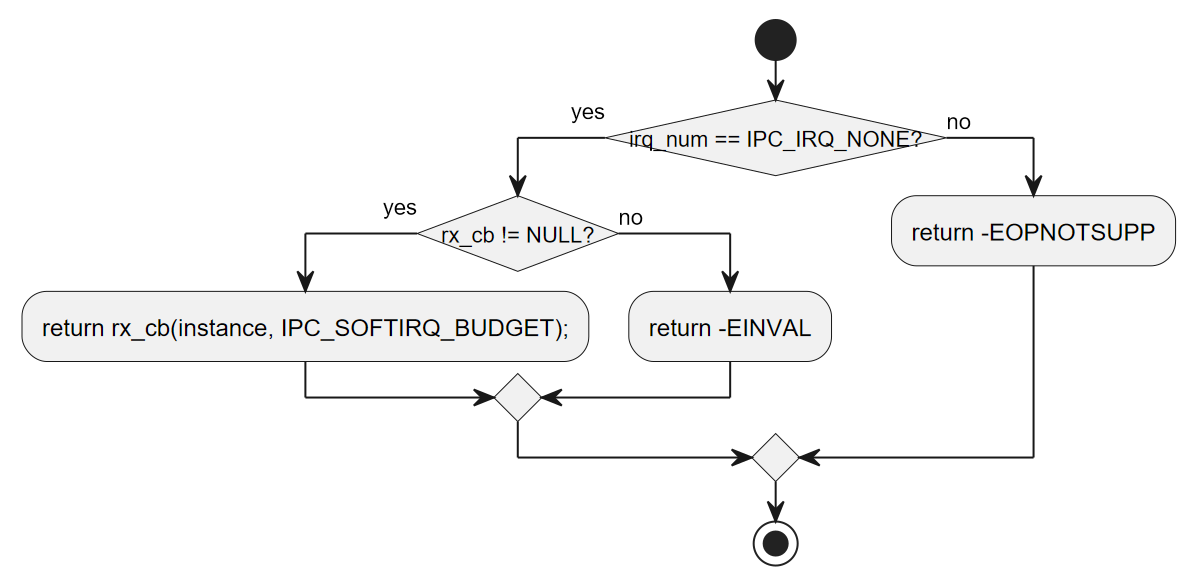 yes
irq_num == IPC_IRQ_NONE?
no
yes
rx_cb != NULL?
no
return -EOPNOTSUPP
return rx_cb(instance, IPC_SOFTIRQ_BUDGET);
return -EINVAL